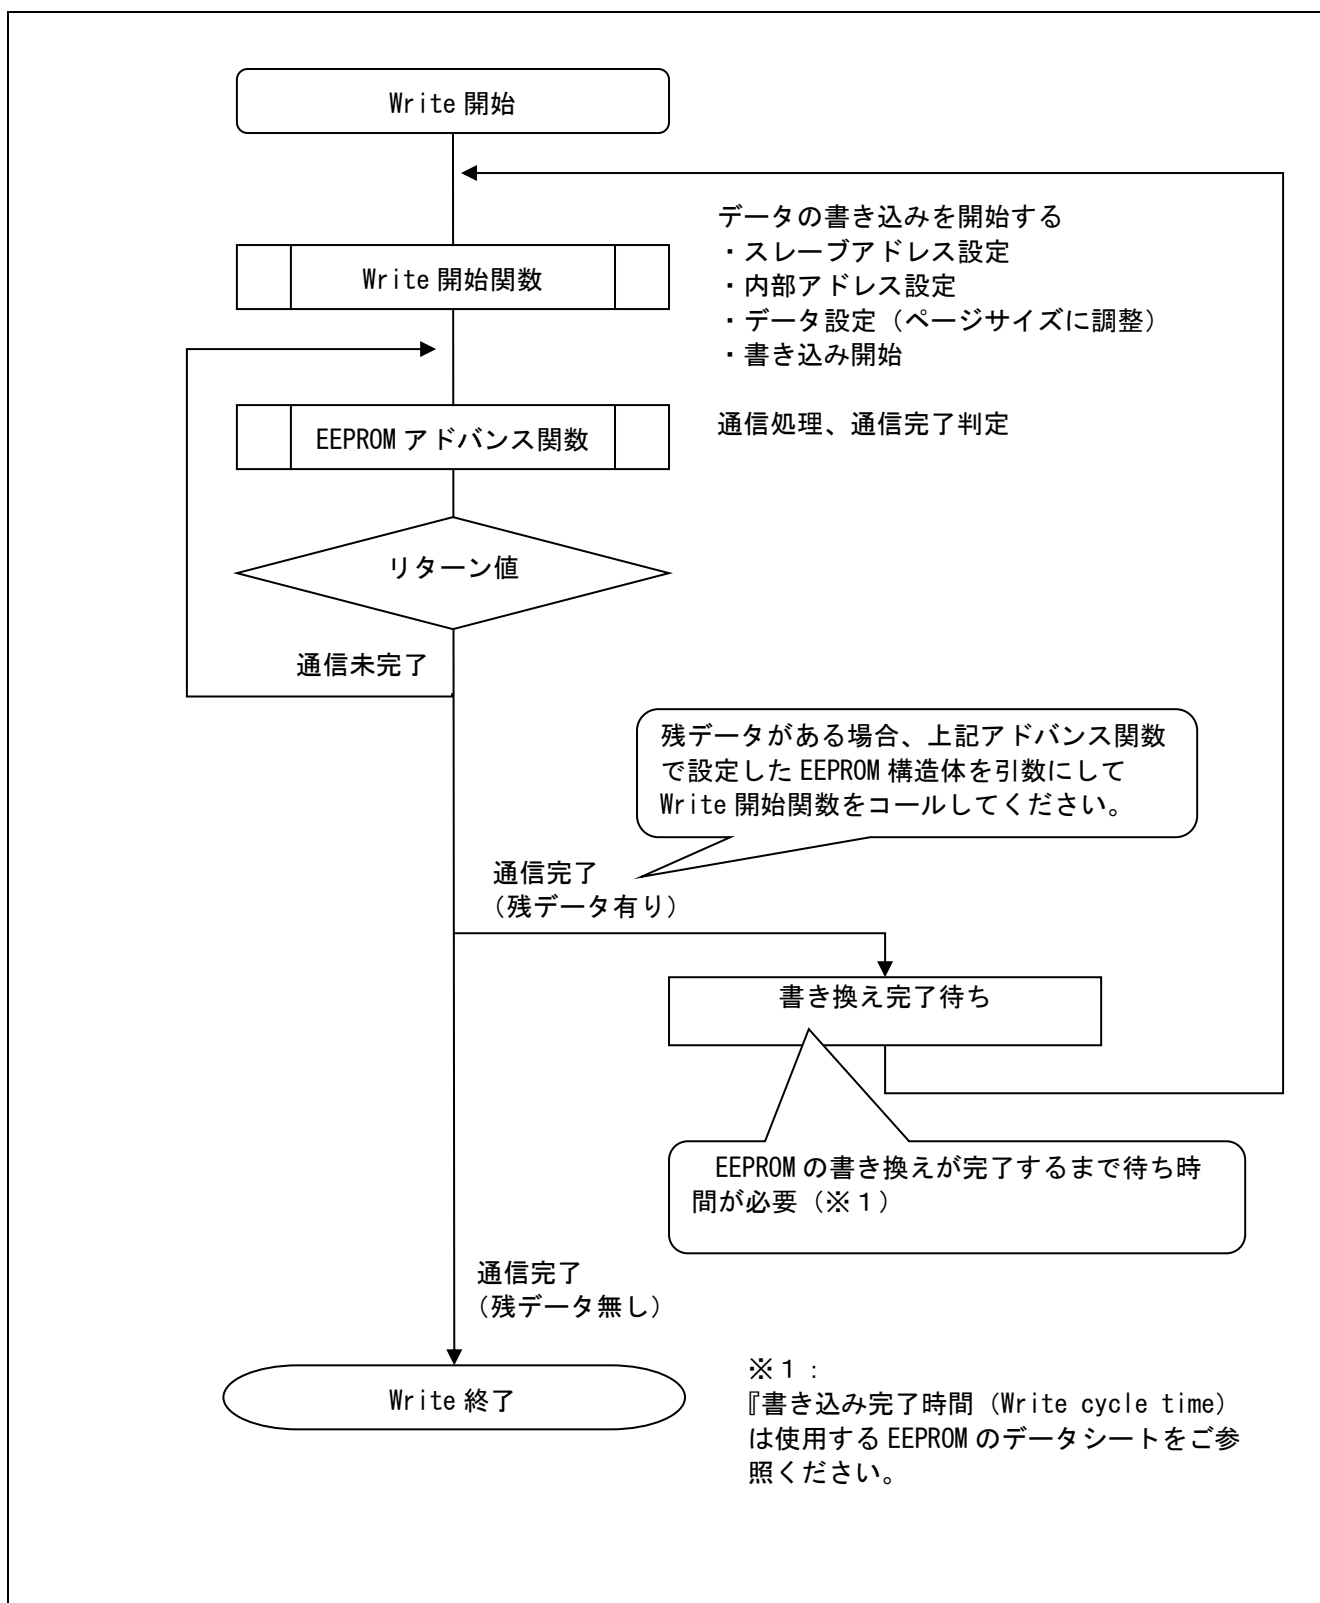 Write 開始
データの書き込みを開始する
・スレーブアドレス設定
・内部アドレス設定
・データ設定（ページサイズに調整）
・書き込み開始
Write 開始関数
EEPROM アドバンス関数
通信処理、通信完了判定
リターン値
通信未完了
残データがある場合、上記アドバンス関数
で設定した EEPROM 構造体を引数にして
Write 開始関数をコールしてください。
通信完了
（残データ有り）
書き換え完了待ち
EEPROM の書き換えが完了するまで待ち時
間が必要（※１）
通信完了
（残データ無し）
Write 終了
※１：
『書き込み完了時間（Write cycle time）
は使用する EEPROM のデータシートをご参
照ください。